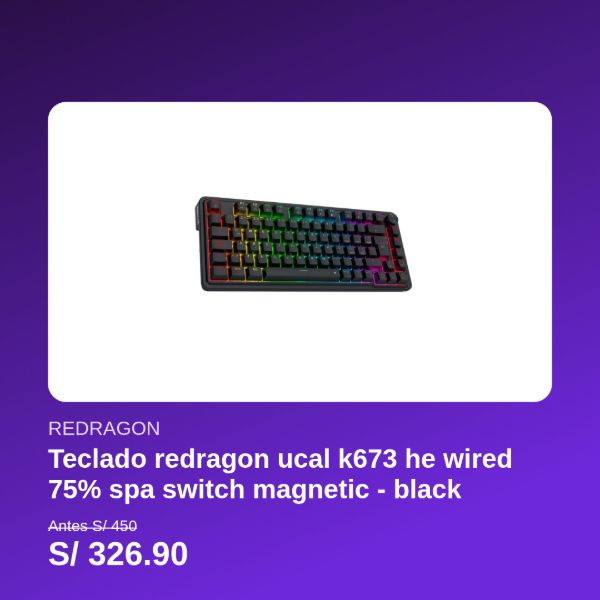 REDRAGON
Teclado redragon ucal k673 he wired
75% spa switch magnetic - black
Antes S/ 450
S/ 326.90